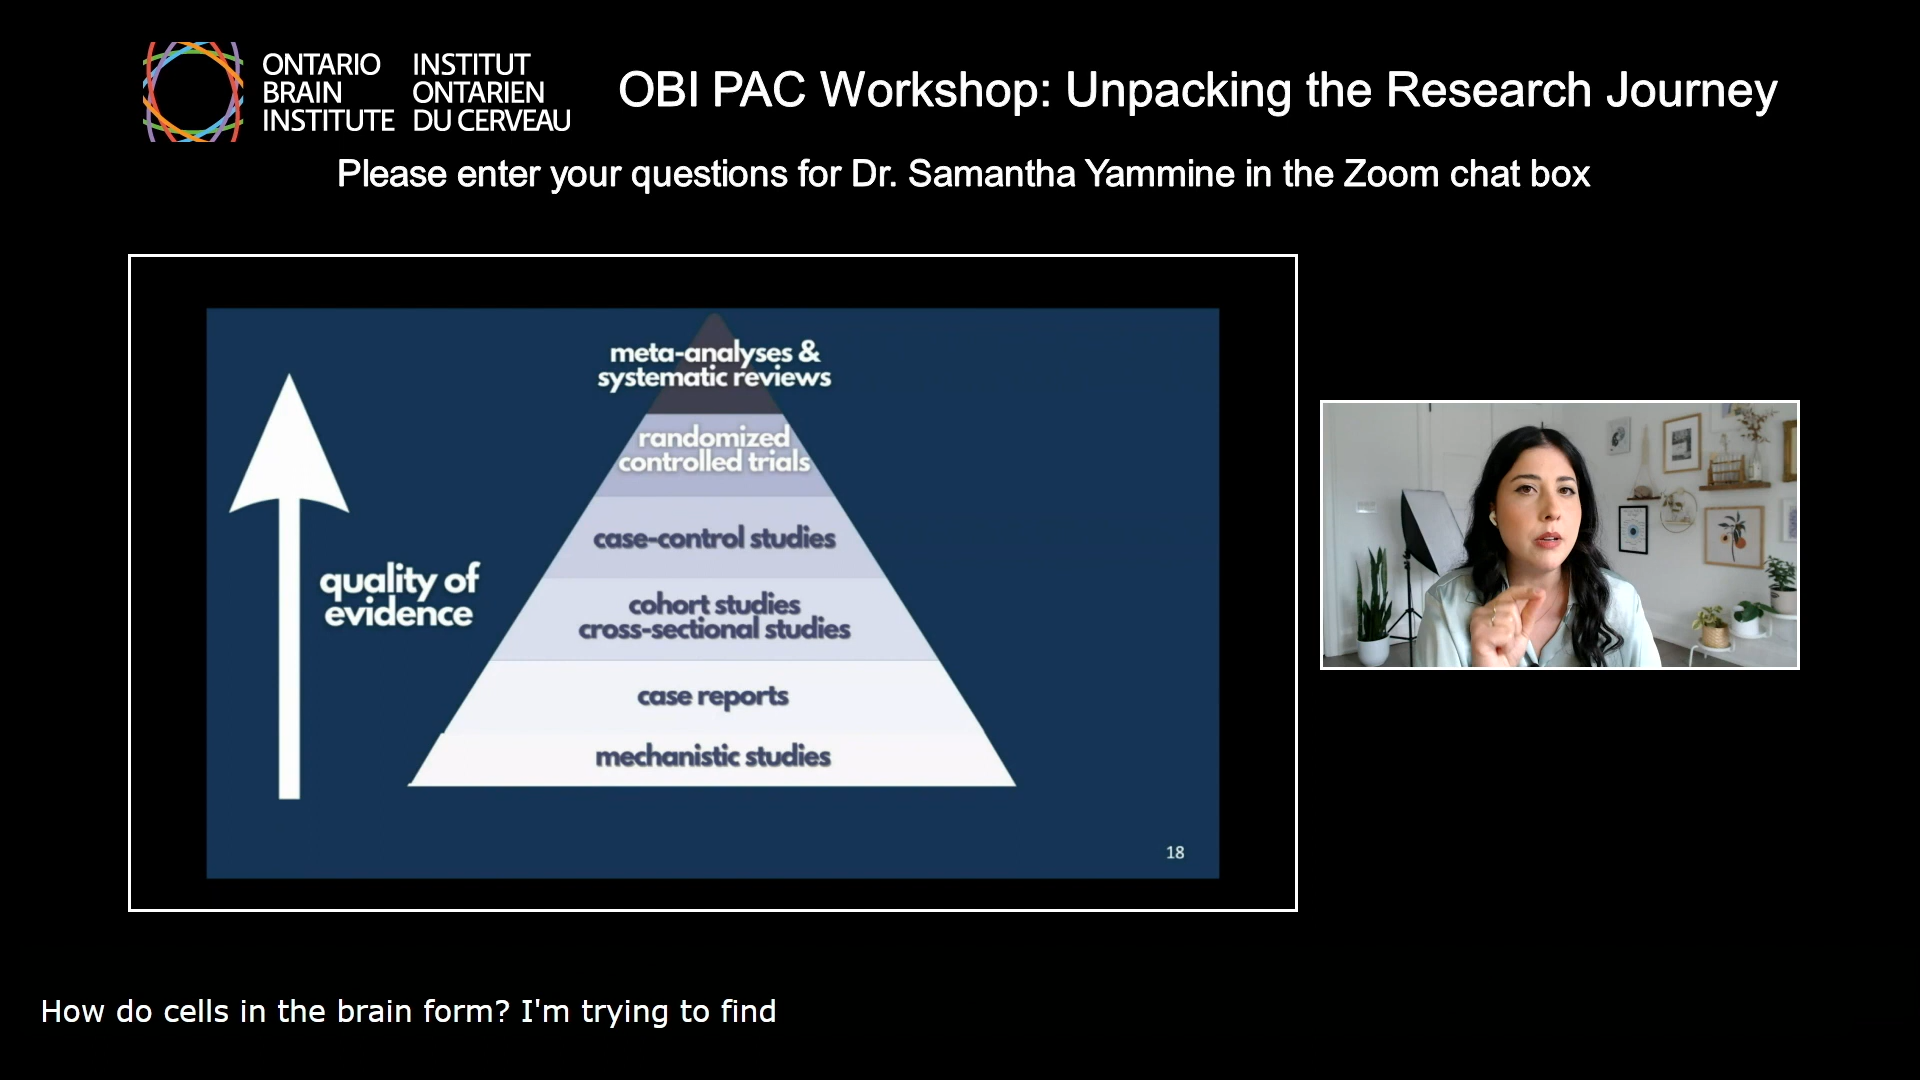 ONTARIO
BRAIN
INSTITUTE
INSTITUT
ONTARIEN
DU CERVEAU
OBI PAC Workshop: Unpacking the Research Journey
Please enter your questions for Dr. Samantha Yammine in the Zoom chat box
meta-analyses &
systematic reviews
randomized
controlled trials
case-control studies
cohort studies
cross-sectional studies
case reports
mechanistic studies
quality of
evidence
18
How do cells in the brain form? I'm trying to find